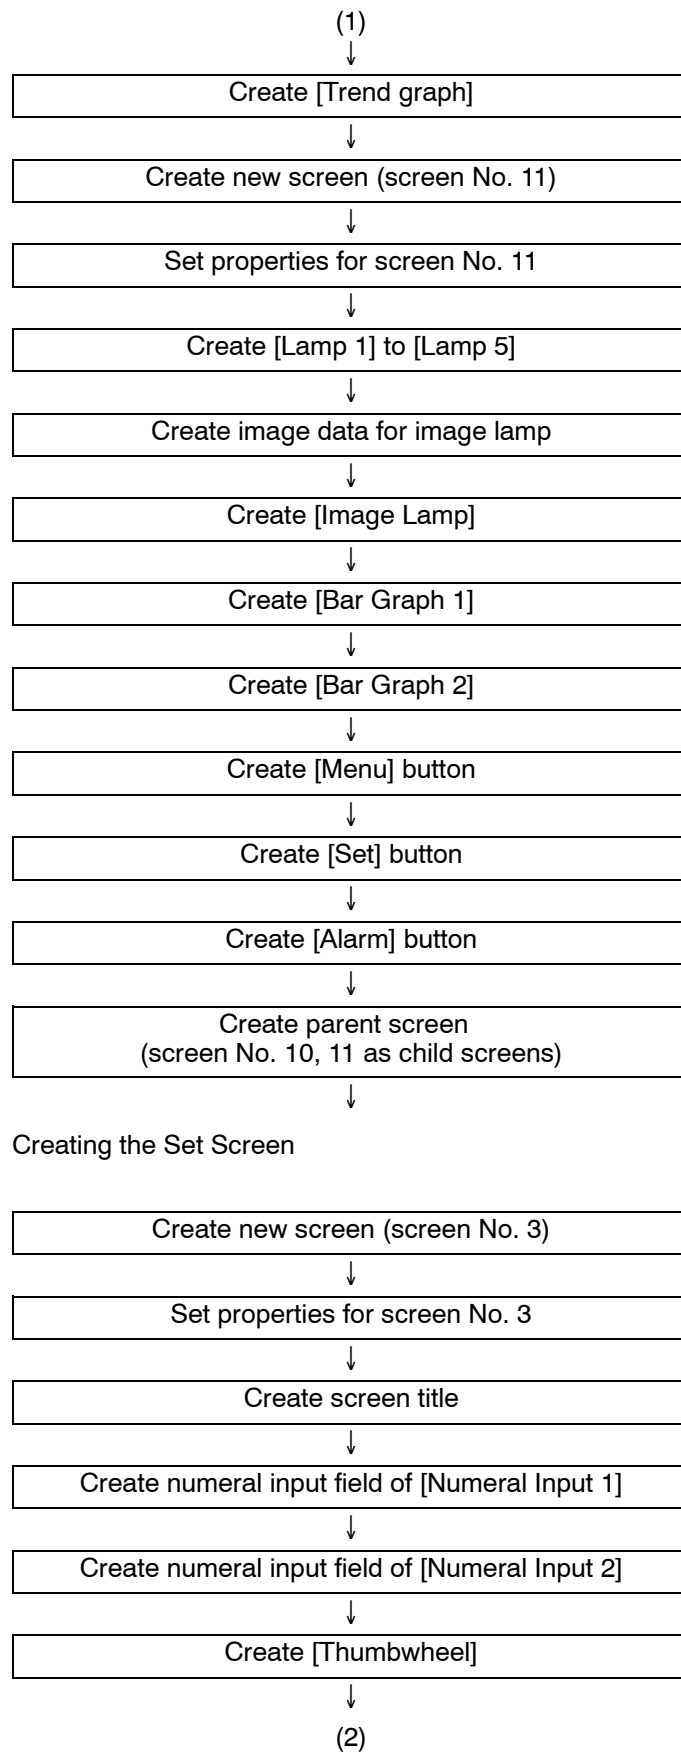 (1)
↓
Create [Trend graph]
↓
Create new screen (screen No. 11)
↓
Set properties for screen No. 11
↓
Create [Lamp 1] to [Lamp 5]
↓
Create image data for image lamp
↓
Create [Image Lamp]
↓
Create [Bar Graph 1]
↓
Create [Bar Graph 2]
↓
Create [Menu] button
↓
Create [Set] button
↓
Create [Alarm] button
↓
Create parent screen
(screen No. 10, 11 as child screens)
↓
Creating the Set Screen
Create new screen (screen No. 3)
↓
Set properties for screen No. 3
↓
Create screen title
↓
Create numeral input field of [Numeral Input 1]
↓
Create numeral input field of [Numeral Input 2]
↓
Create [Thumbwheel]
↓
(2)